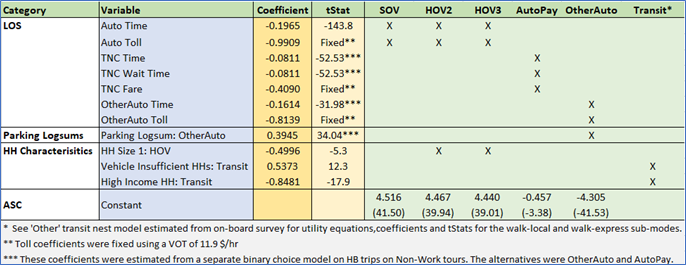 Category Variable Coefficient tStat SOV HOV2 HOV3 AutoPay OtherAuto Transit*
LOS Auto Time -0.1965 -143.8 X X X
Auto Toll -0.9909 Fixed** X X X
TNC Time -0.0811 -52.53*** X
TNC Wait Time -0.0811 -52.53*** X
TNC Fare -0.4090 Fixed** X
OtherAuto Time -0.1614 -31.98*** X
OtherAuto Toll -0.8139 Fixed** X
Parking Logsums Parking Logsum: OtherAuto 0.3945 34.04*** X
HH Characterisitics HH Size 1: HOV -0.4996 -5.3 X X
Vehicle Insufficient HHs: Transit 0.5373 12.3 X
High Income HH: Transit -0.8481 -17.9 X
ASC Constant 4.516 4.467 4.440 -0.457 -4.305
(41.50) (39.94) (39.01) (-3.38) (-41.53)
* See 'Other' transit nest model estimated from on-board survey for utility equations,coefficients and tStats for the walk-local and walk-express sub-modes.
** Toll coefficients were fixed using a VOT of 11.9 $/hr
*** These coefficients were estimated from a separate binary choice model on HB trips on Non-Work tours. The alternatives were OtherAuto and AutoPay.